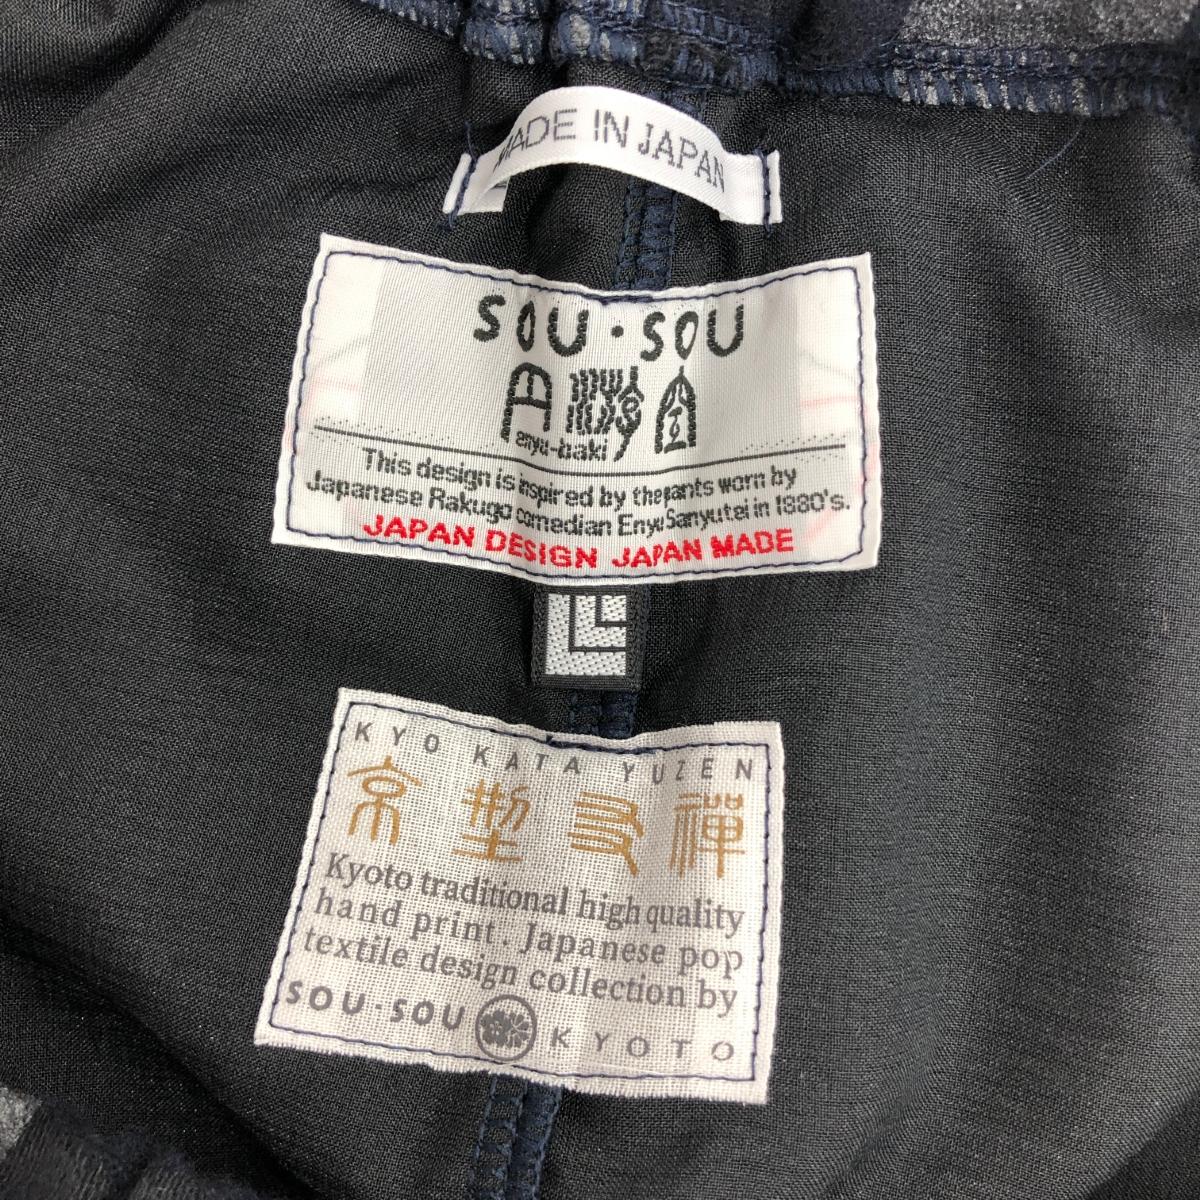 MADE IN JAPAN
SOU・SOU
enyu-baki
This design is inspired by the pants worn by
Japanese Rakugo comedian Enyu Sanyutei in 1880's.
JAPAN DESIGN JAPAN MADE
L
KYO KATA YUZEN
京型友禅
Kyoto traditional high quality
hand print. Japanese pop
textile design collection by
SOU・SOU KYOTO